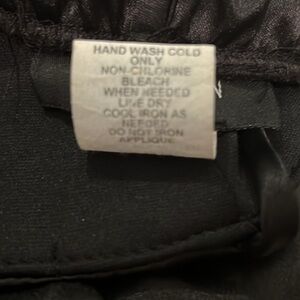 HAND WASH COLD
ONLY
NON-CHLORINE
BLEACH
WHEN NEEDED
LINE DRY
COOL IRON AS
NEEDED
DO NOT IRON
APPLIQUE